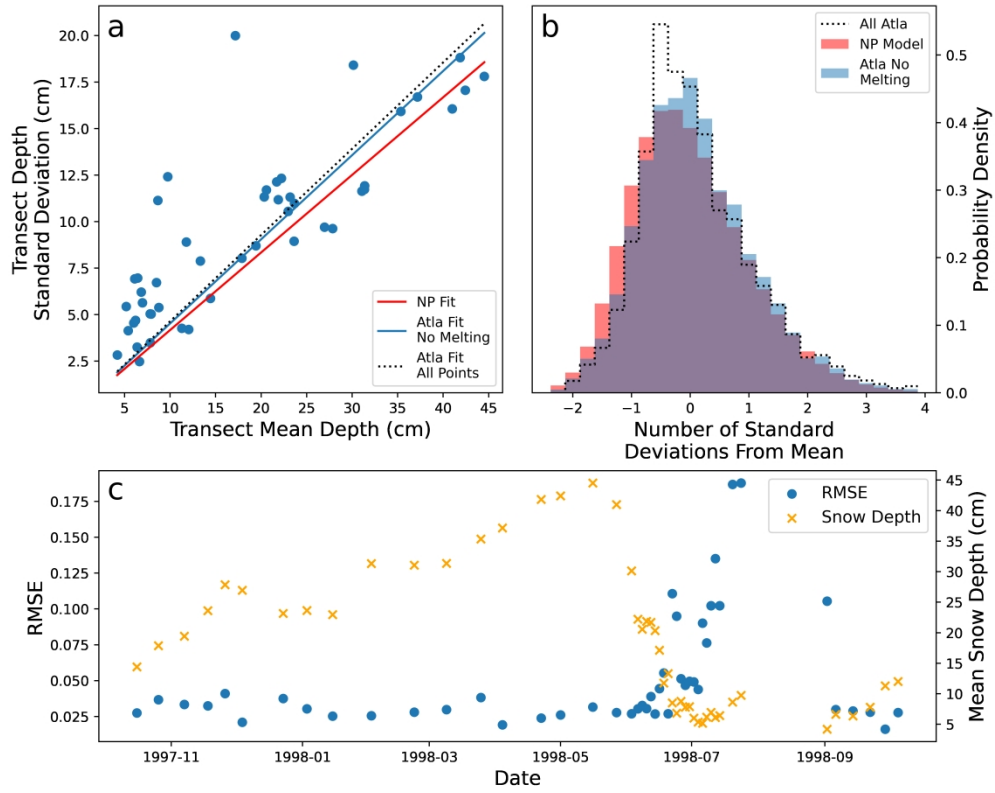 a
Transect Depth
Standard Deviation (cm)
20.0
17.5
15.0
12.5
10.0
7.5
5.0
2.5
5
10
15
20
25
30
35
40
45
Transect Mean Depth (cm)
NP Fit
Atla Fit
No Melting
Atla Fit
All Points
b
All Atla
NP Model
Atla No
Melting
0.5
0.4
0.3
0.2
0.1
0.0
Probability Density
−2
−1
0
1
2
3
4
Number of Standard
Deviations From Mean
c
RMSE
0.175
0.150
0.125
0.100
0.075
0.050
0.025
RMSE
Snow Depth
45
40
35
30
25
20
15
10
5
Mean Snow Depth (cm)
1997-11
1998-01
1998-03
1998-05
1998-07
1998-09
Date